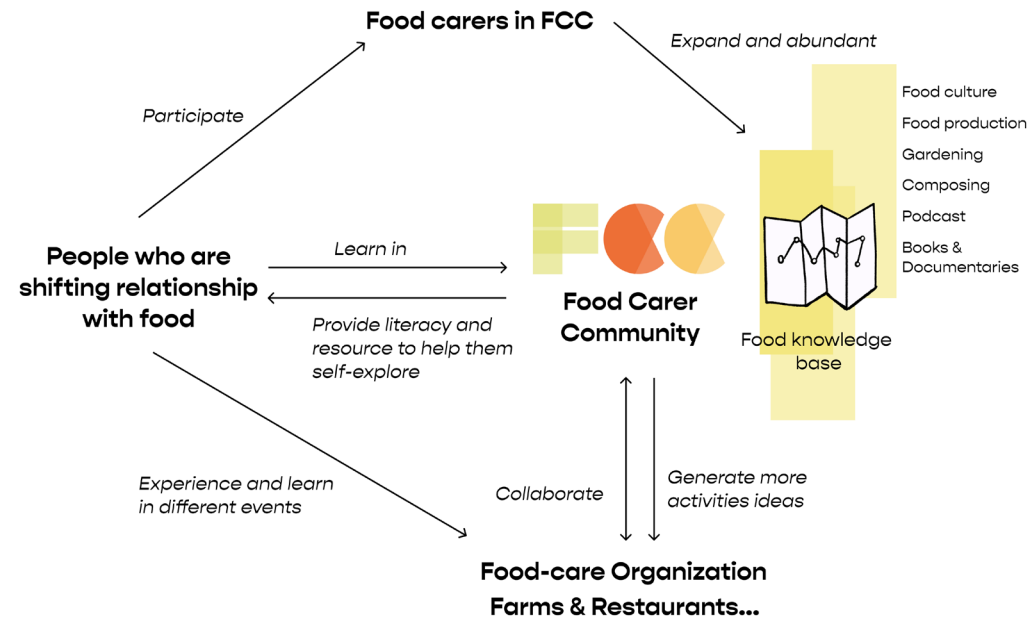 Food carers in FCC
Expand and abundant
Participate
Food culture
Food production
Gardening
Composing
Podcast
Books &
Documentaries
FCC
People who are
shifting relationship
with food
Learn in
Provide literacy and
resource to help them
self-explore
Food Carer
Community
Food knowledge
base
Experience and learn
in different events
Collaborate
Generate more
activities ideas
Food-care Organization
Farms & Restaurants...